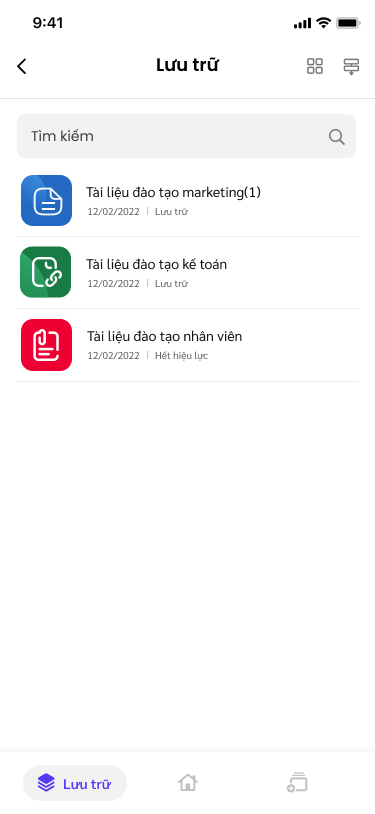 9:41
Lưu trữ
Tìm kiếm
Tài liệu đào tạo marketing(1)
12/02/2022 | Lưu trữ
Tài liệu đào tạo kế toán
12/02/2022 | Lưu trữ
Tài liệu đào tạo nhân viên
12/02/2022 | Hết hiệu lực
Lưu trữ